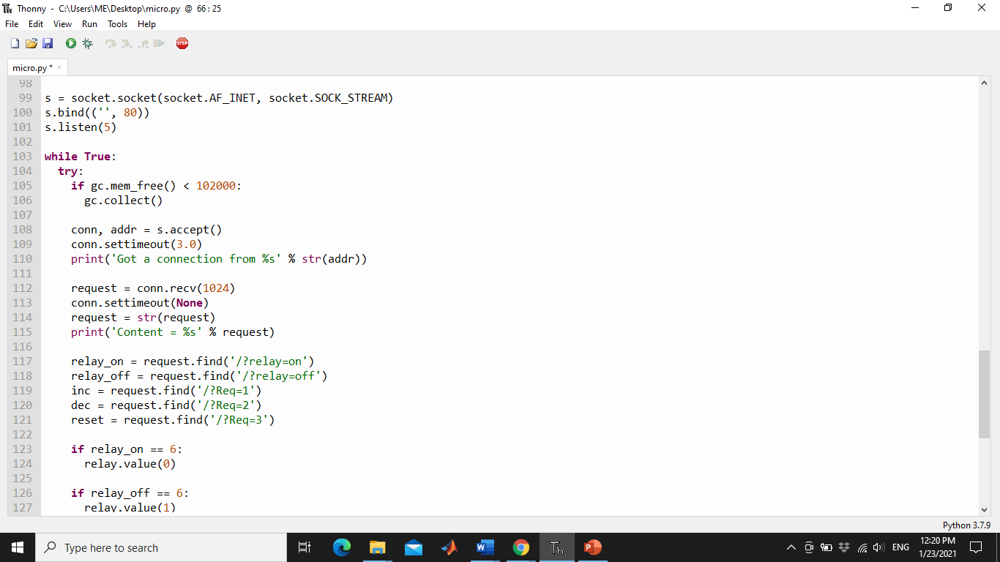 Thonny - C:\Users\ME\Desktop\micro.py @ 66:25
File Edit View Run Tools Help
STOP
micro.py *
98
99 s = socket.socket(socket.AF_INET, socket.SOCK_STREAM)
100 s.bind(('', 80))
101 s.listen(5)
102
103 while True:
104   try:
105     if gc.mem_free() < 102000:
106       gc.collect()
107
108     conn, addr = s.accept()
109     conn.settimeout(3.0)
110     print('Got a connection from %s' % str(addr))
111
112     request = conn.recv(1024)
113     conn.settimeout(None)
114     request = str(request)
115     print('Content = %s' % request)
116
117     relay_on = request.find('/?relay=on')
118     relay_off = request.find('/?relay=off')
119     inc = request.find('/?Req=1')
120     dec = request.find('/?Req=2')
121     reset = request.find('/?Req=3')
122
123     if relay_on == 6:
124       relay.value(0)
125
126     if relay_off == 6:
127       relay.value(1)
Python 3.7.9
Type here to search
ENG
12:20 PM
1/23/2021